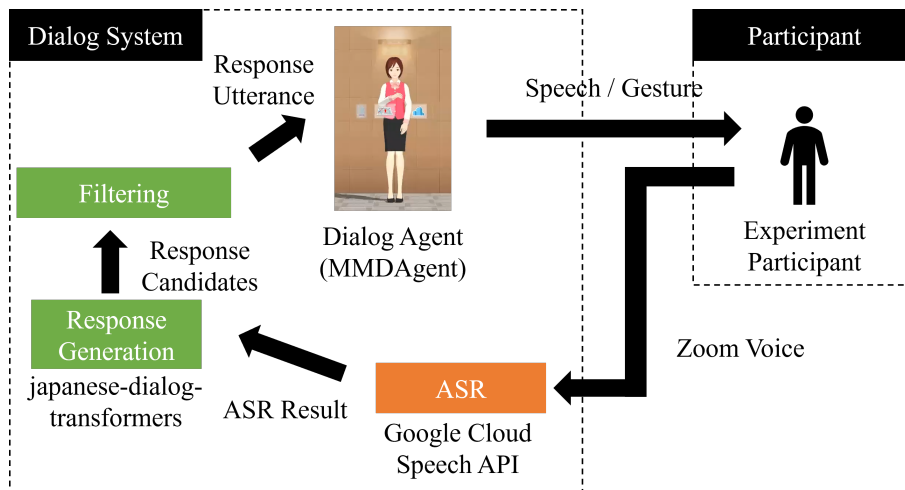 Dialog System
Participant
Response
Utterance
Speech / Gesture
Filtering
Dialog Agent
(MMDAgent)
Experiment
Participant
Response
Candidates
Response
Generation
japanese-dialog-
transformers
ASR Result
ASR
Google Cloud
Speech API
Zoom Voice